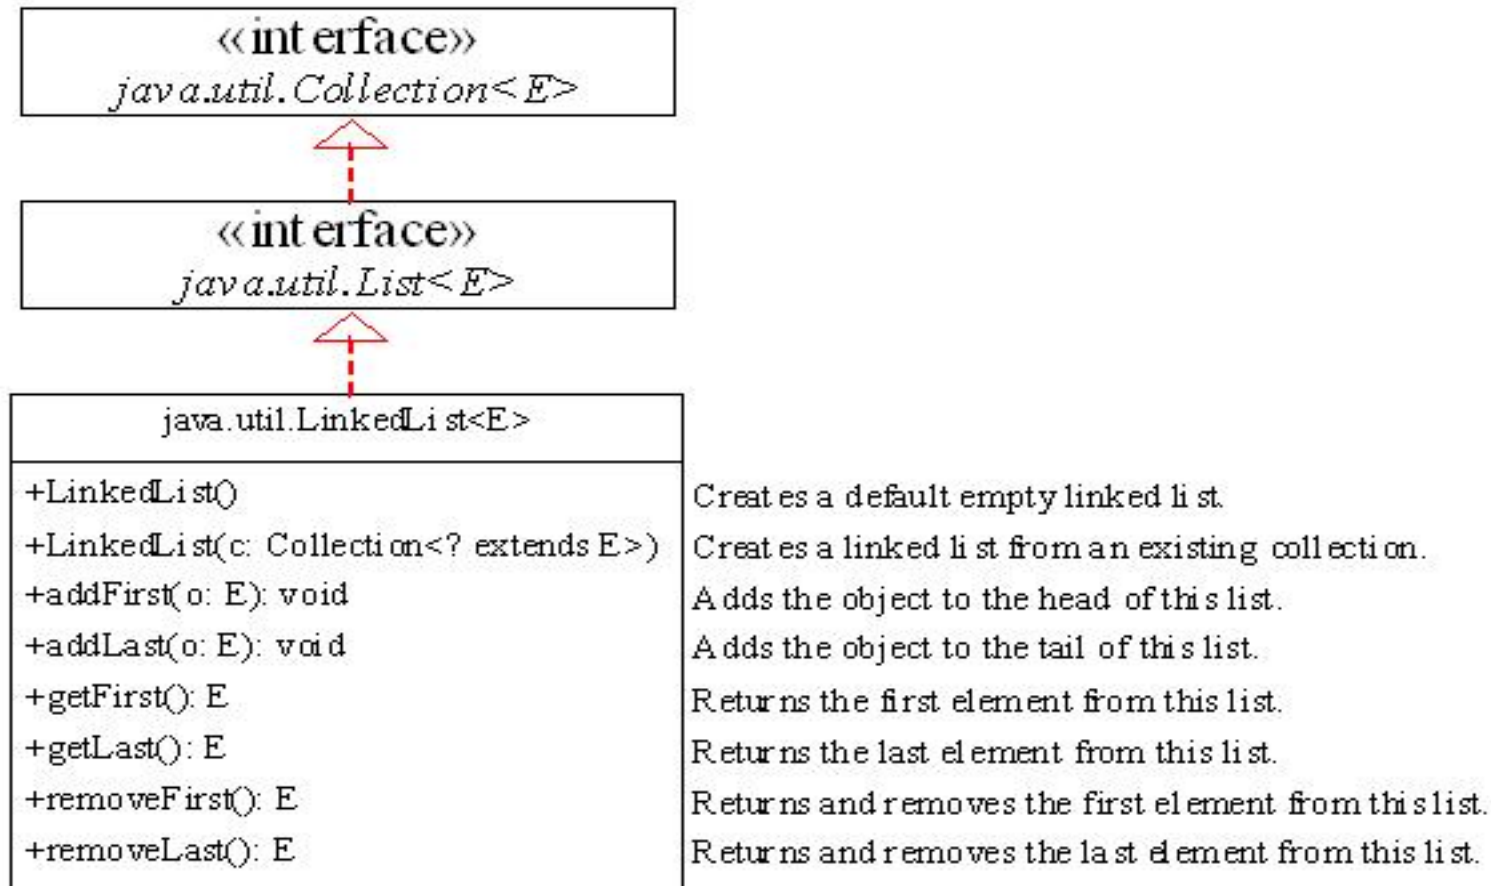 «interface»
java.util.Collection<E>
«interface»
java.util.List<E>
java.util.LinkedList<E>
+LinkedList() Creates a default empty linked list.
+LinkedList(c: Collection<? extends E>) Creates a linked list from an existing collection.
+addFirst(o: E): void Adds the object to the head of this list.
+addLast(o: E): void Adds the object to the tail of this list.
+getFirst(): E Returns the first element from this list.
+getLast(): E Returns the last element from this list.
+removeFirst(): E Returns and removes the first element from this list.
+removeLast(): E Returns and removes the last element from this list.